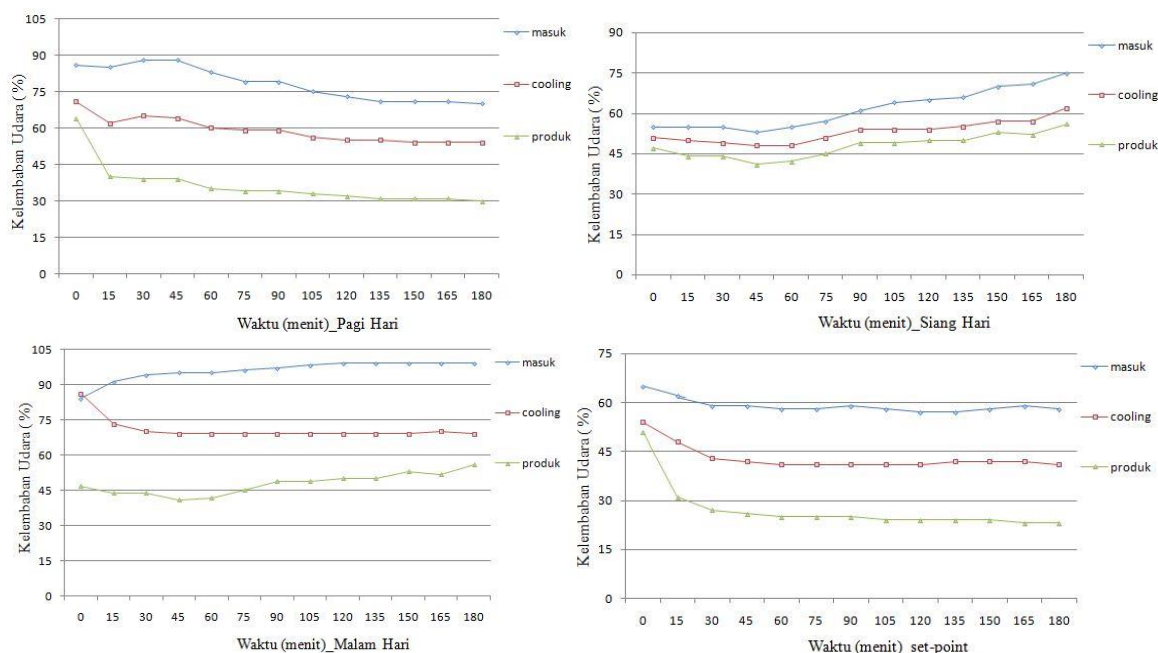 105
90
75
60
45
30
15
0
Kelembaban Udara ( %)
masuk
cooling
produk
0 15 30 45 60 75 90 105 120 135 150 165 180
Waktu (menit)_Pagi Hari
90
75
60
45
30
15
0
Kelembaban Udara ( %)
masuk
cooling
produk
0 15 30 45 60 75 90 105 120 135 150 165 180
Waktu (menit)_Siang Hari
105
90
75
60
45
30
15
0
Kelembaban Udara ( %)
masuk
cooling
produk
0 15 30 45 60 75 90 105 120 135 150 165 180
Waktu (menit)_Malam Hari
75
60
45
30
15
0
Kelembaban Udara ( %)
masuk
cooling
produk
0 15 30 45 60 75 90 105 120 135 150 165 180
Waktu (menit)_set-point